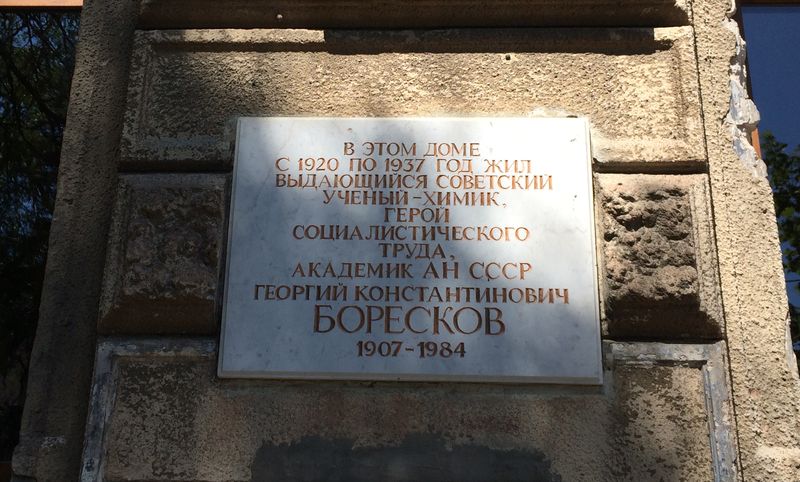 В ЭТОМ ДОМЕ
С 1920 ПО 1937 ГОД ЖИЛ
ВЫДАЮЩИЙСЯ СОВЕТСКИЙ
УЧЕНЫЙ-ХИМИК,
ГЕРОЙ
СОЦИАЛИСТИЧЕСКОГО
ТРУДА,
АКАДЕМИК АН СССР
ГЕОРГИЙ КОНСТАНТИНОВИЧ
БОРЕСКОВ
1907-1984